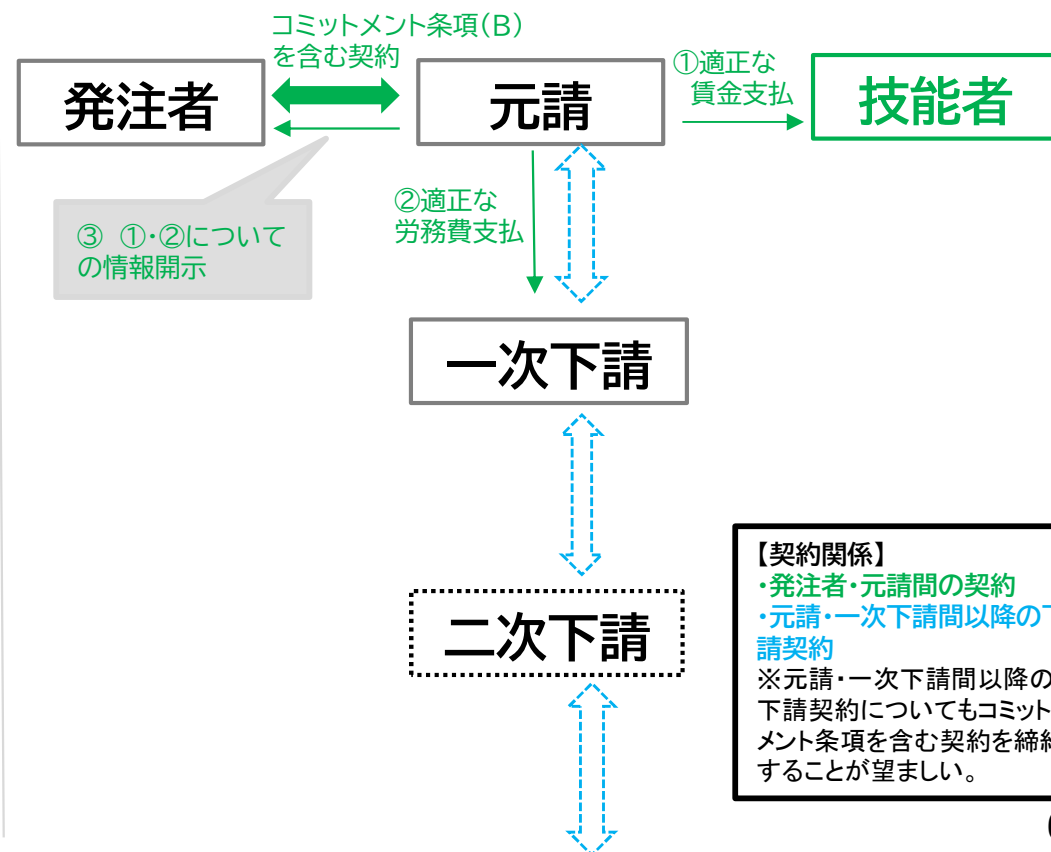 コミットメント条項(B)
を含む契約
発注者
元請
①適正な
賃金支払
技能者
②適正な
労務費支払
③ ①・②について
の情報開示
一次下請
二次下請
【契約関係】
・発注者・元請間の契約
・元請・一次下請間以降の下
請契約
※元請・一次下請間以降の
下請契約についてもコミット
メント条項を含む契約を締結
することが望ましい。